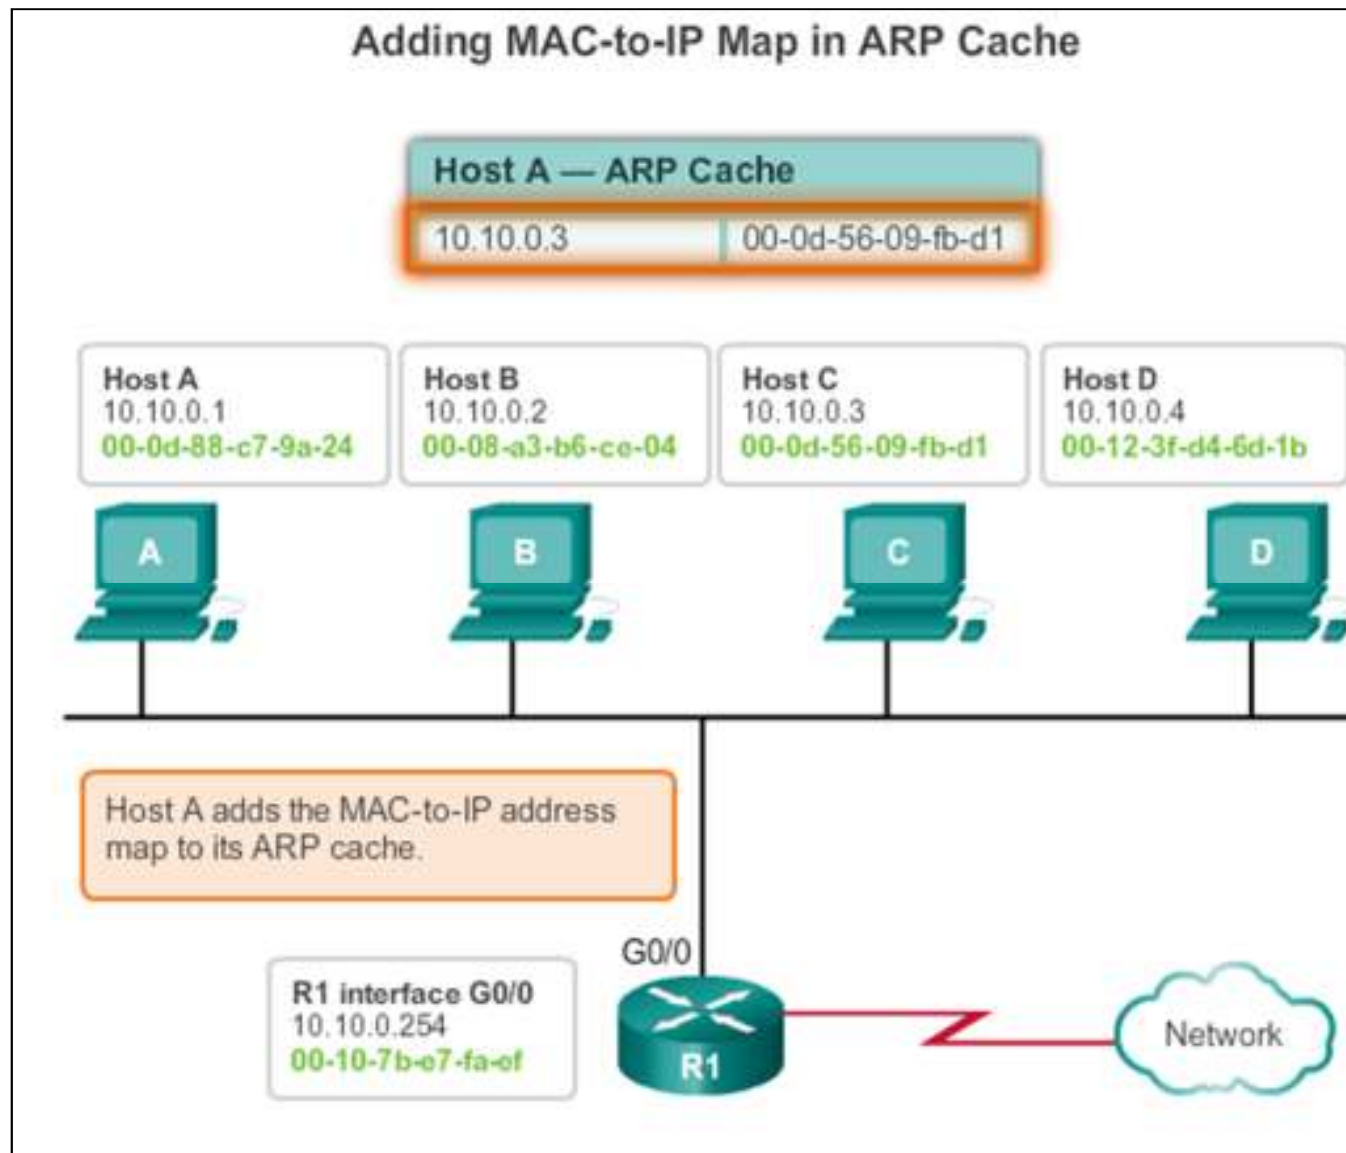 Adding MAC-to-IP Map in ARP Cache
Host A — ARP Cache
10.10.0.3 00-0d-56-09-fb-d1
Host A
10.10.0.1
00-0d-88-c7-9a-24
Host B
10.10.0.2
00-08-a3-b6-ce-04
Host C
10.10.0.3
00-0d-56-09-fb-d1
Host D
10.10.0.4
00-12-3f-d4-6d-1b
A
B
C
D
Host A adds the MAC-to-IP address
map to its ARP cache.
G0/0
R1 interface G0/0
10.10.0.254
00-10-7b-e7-fa-ef
R1
Network